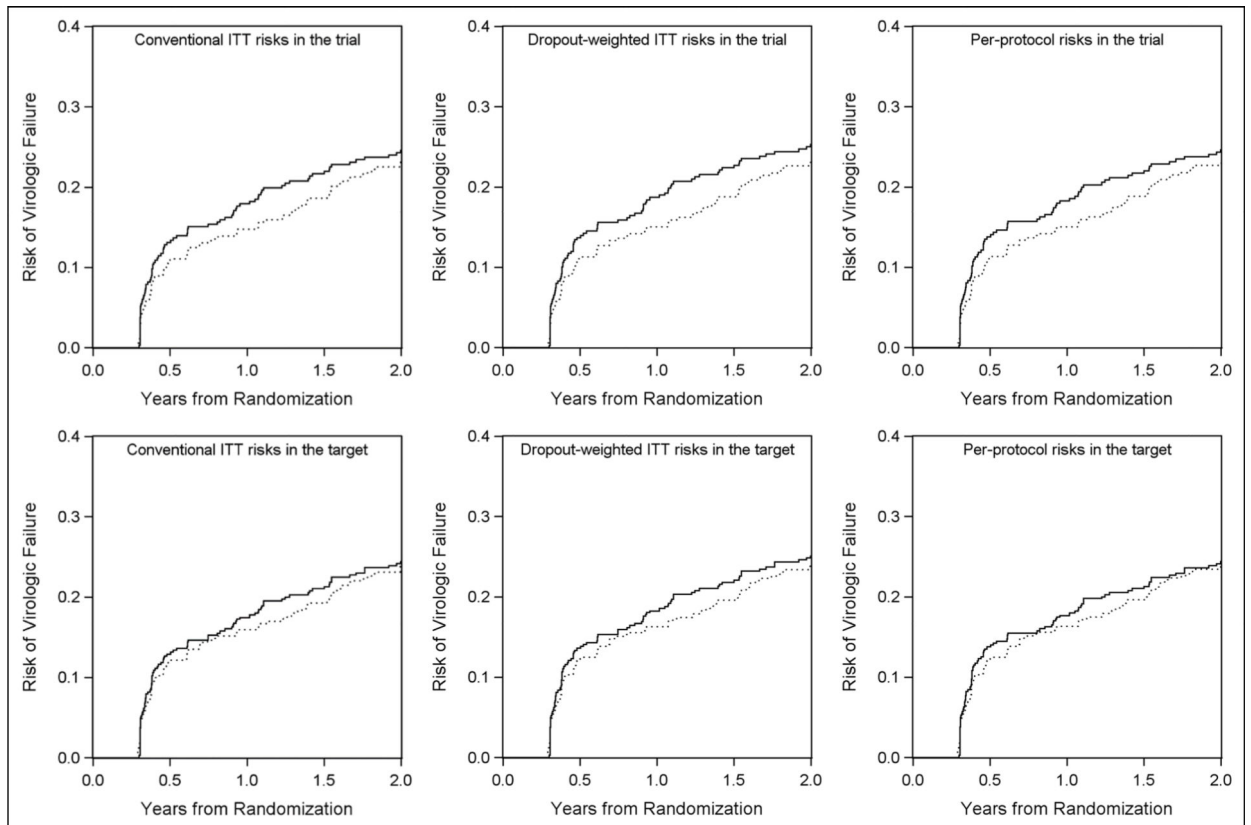 Conventional ITT risks in the trial
Risk of Virologic Failure
0.4
0.3
0.2
0.1
0.0
0.0 0.5 1.0 1.5 2.0
Years from Randomization
Dropout-weighted ITT risks in the trial
Risk of Virologic Failure
0.4
0.3
0.2
0.1
0.0
0.0 0.5 1.0 1.5 2.0
Years from Randomization
Per-protocol risks in the trial
Risk of Virologic Failure
0.4
0.3
0.2
0.1
0.0
0.0 0.5 1.0 1.5 2.0
Years from Randomization
Conventional ITT risks in the target
Risk of Virologic Failure
0.4
0.3
0.2
0.1
0.0
0.0 0.5 1.0 1.5 2.0
Years from Randomization
Dropout-weighted ITT risks in the target
Risk of Virologic Failure
0.4
0.3
0.2
0.1
0.0
0.0 0.5 1.0 1.5 2.0
Years from Randomization
Per-protocol risks in the target
Risk of Virologic Failure
0.4
0.3
0.2
0.1
0.0
0.0 0.5 1.0 1.5 2.0
Years from Randomization